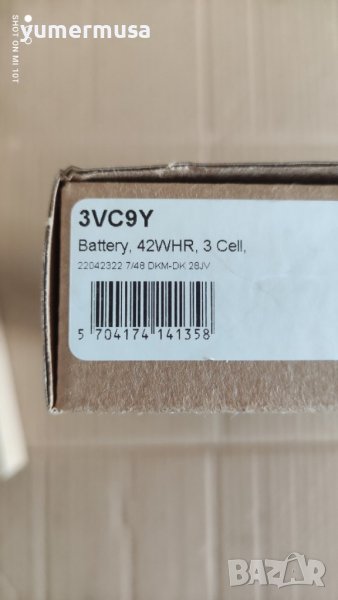 yumermusa
SHOT ON MI 10T
3VC9Y
Battery, 42WHR, 3 Cell,
22042322 7/48 DKM-DK 28JV
5 704174 141358
BAZAR